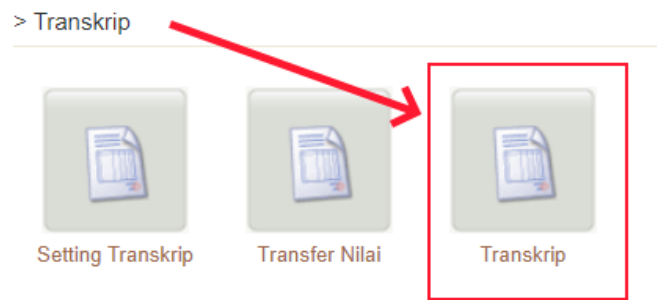 > Transkrip
Setting Transkrip
Transfer Nilai
Transkrip